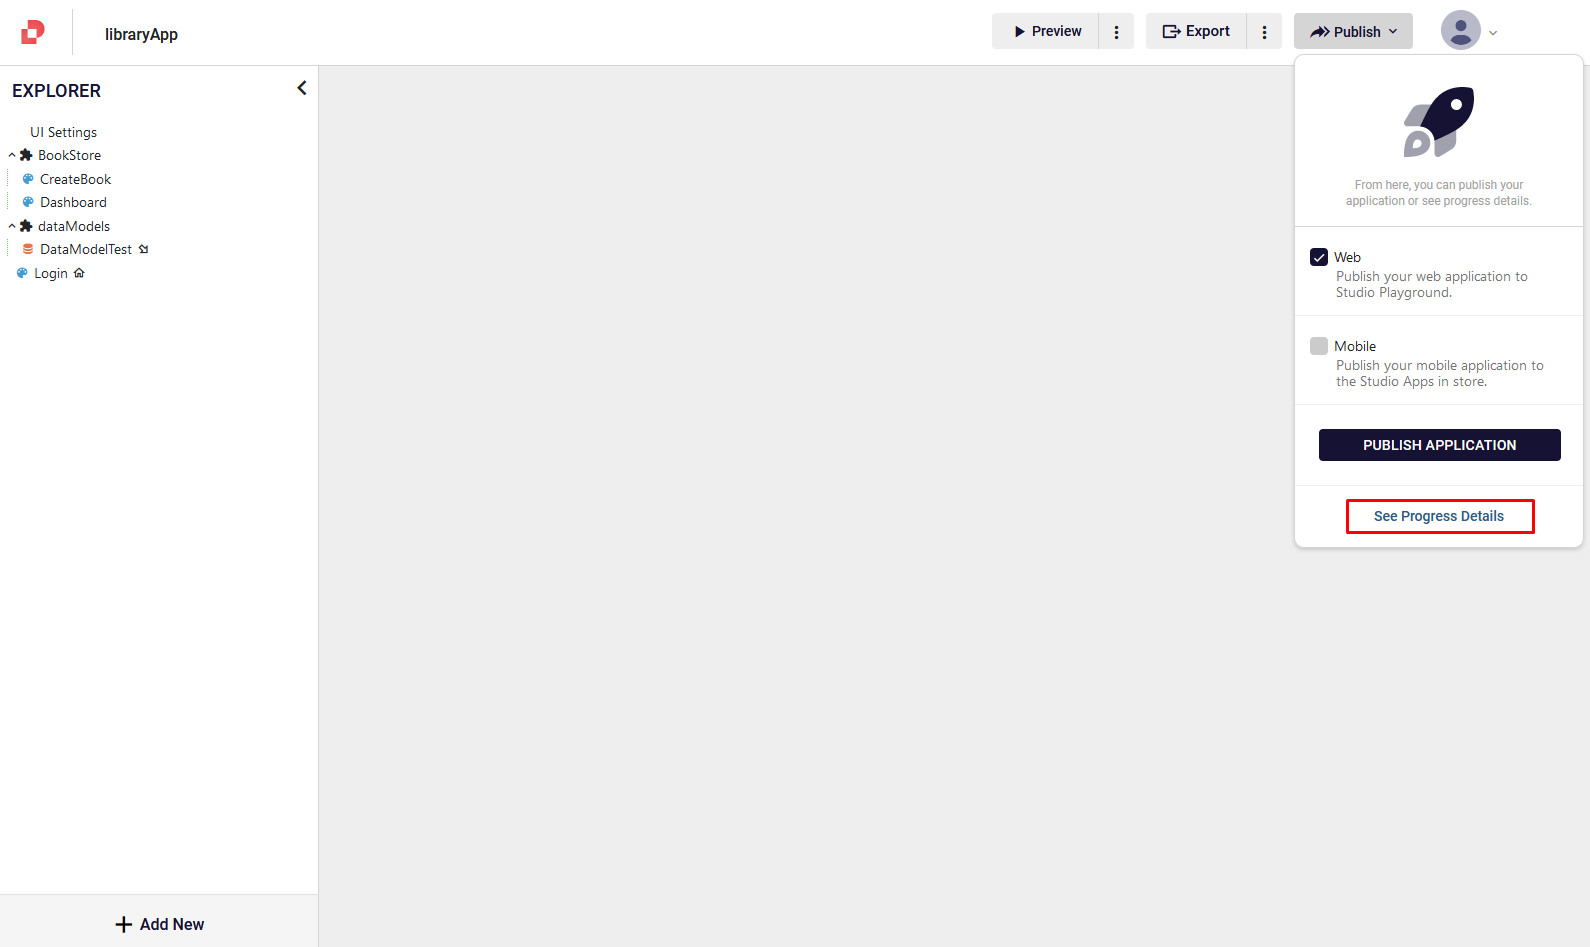 libraryApp
Preview
Export
Publish
EXPLORER
UI Settings
BookStore
CreateBook
Dashboard
dataModels
DataModelTest
Login
Add New
From here, you can publish your
application or see progress details.
Web
Publish your web application to
Studio Playground.
Mobile
Publish your mobile application to
the Studio Apps in store.
PUBLISH APPLICATION
See Progress Details